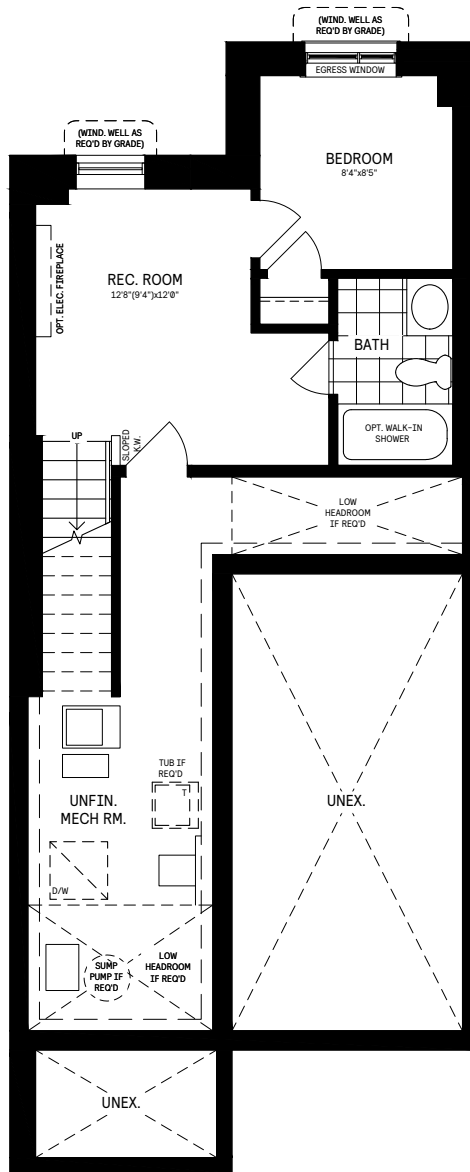 (WIND. WELL AS
REQ'D BY GRADE)
EGRESS WINDOW
(WIND. WELL AS
REQ'D BY GRADE)
BEDROOM
8'4"x8'5"
OPT. ELEC. FIREPLACE
REC. ROOM
12'8"(9'4")x12'0"
BATH
OPT. WALK-IN
SHOWER
UP
SLOPED
K.W.
LOW
HEADROOM
IF REQ'D
TUB IF
REQ'D
T
UNFIN.
MECH RM.
UNEX.
D/W
SUMP
PUMP IF
REQ'D
LOW
HEADROOM
IF REQ'D
UNEX.